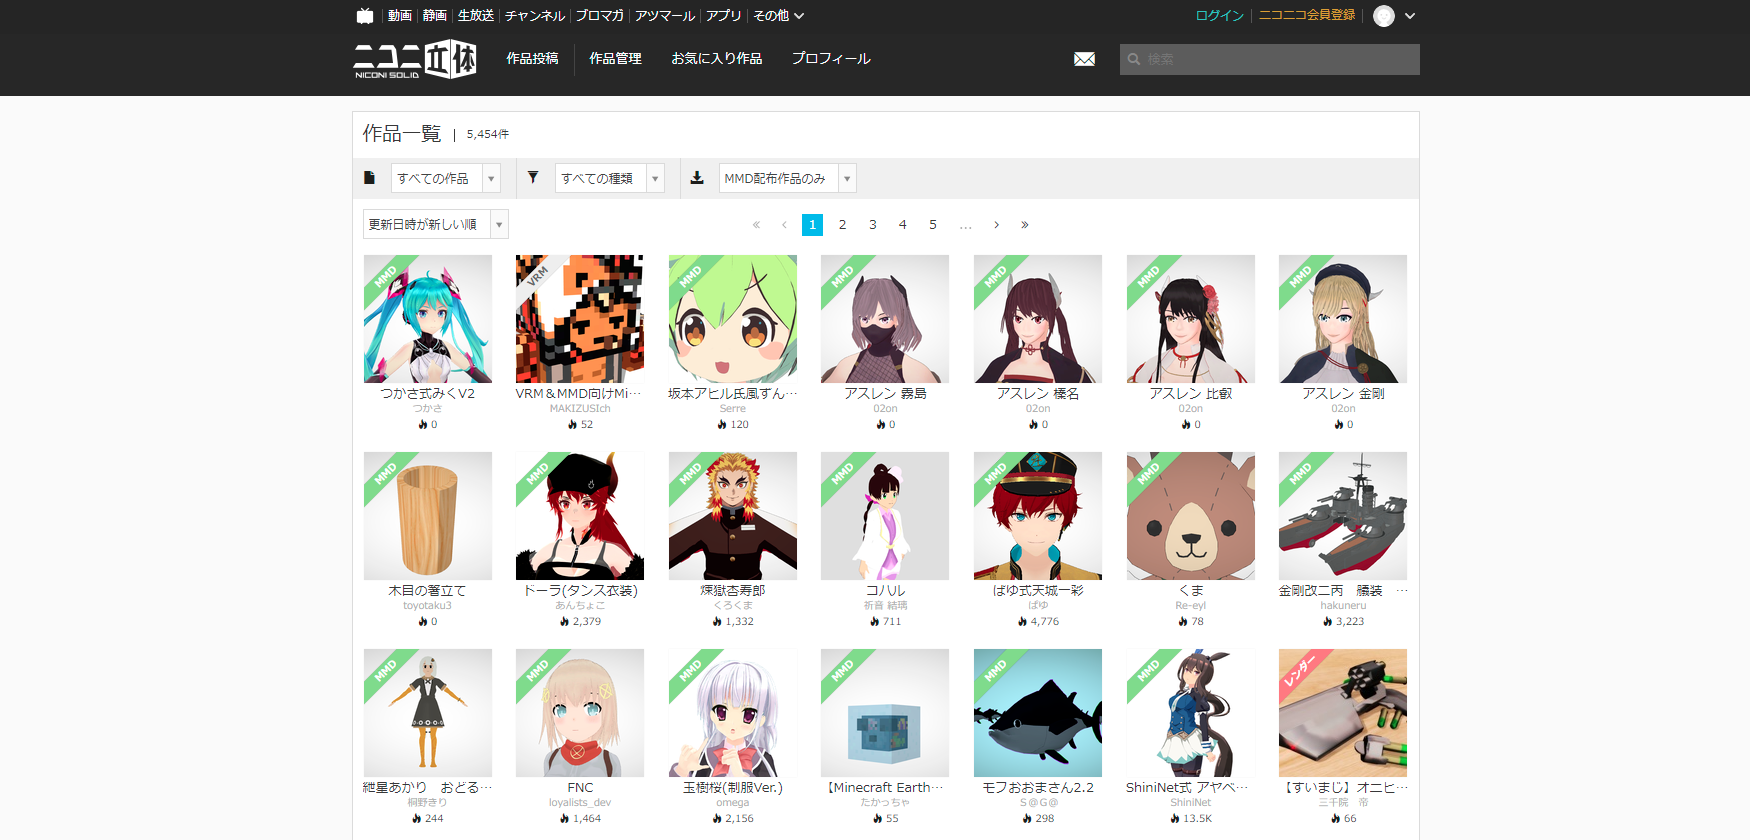 動画 静画 生放送 チャンネル ブロマガ アツマール アプリ その他
ログイン ニコニコ会員登録
ニコニ立体
NICONI SOLID
作品投稿 作品管理 お気に入り作品 プロフィール
検索
作品一覧 | 5,454件
すべての作品 すべての種類 MMD配布作品のみ
更新日時が新しい順
« ‹ 1 2 3 4 5 ... › »
MMD VRM MMD MMD MMD MMD MMD
つかさ式みくV2 VRM＆MMD向けMi… 坂本アヒル氏風ずん… アスレン 霧島 アスレン 榛名 アスレン 比叡 アスレン 金剛
つかさ MAKIZUSIch Serre 02on 02on 02on 02on
0 52 120 0 0 0 0
MMD MMD MMD MMD MMD MMD MMD
木目の箸立て ドーラ(タンス衣装) 煉獄杏寿郎 コハル ぱゆ式天城一彩 くま 金剛改二丙　艤装　…
toyotaku3 あんちょこ くろくま 祈音 結璃 ぱゆ Re-eyl hakuneru
0 2,379 1,332 711 4,776 78 3,223
MMD MMD MMD MMD MMD MMD レンダー
紲星あかり　おどる… FNC 玉樹桜(制服Ver.) 【Minecraft Earth… モフおおまさん2.2 ShiniNet式 アヤベ… 【すいまじ】オニヒ…
桐野きり loyalists_dev omega たかっちゃ S@G@ ShiniNet 三千院　帝
244 1,464 2,156 55 298 13.5K 66